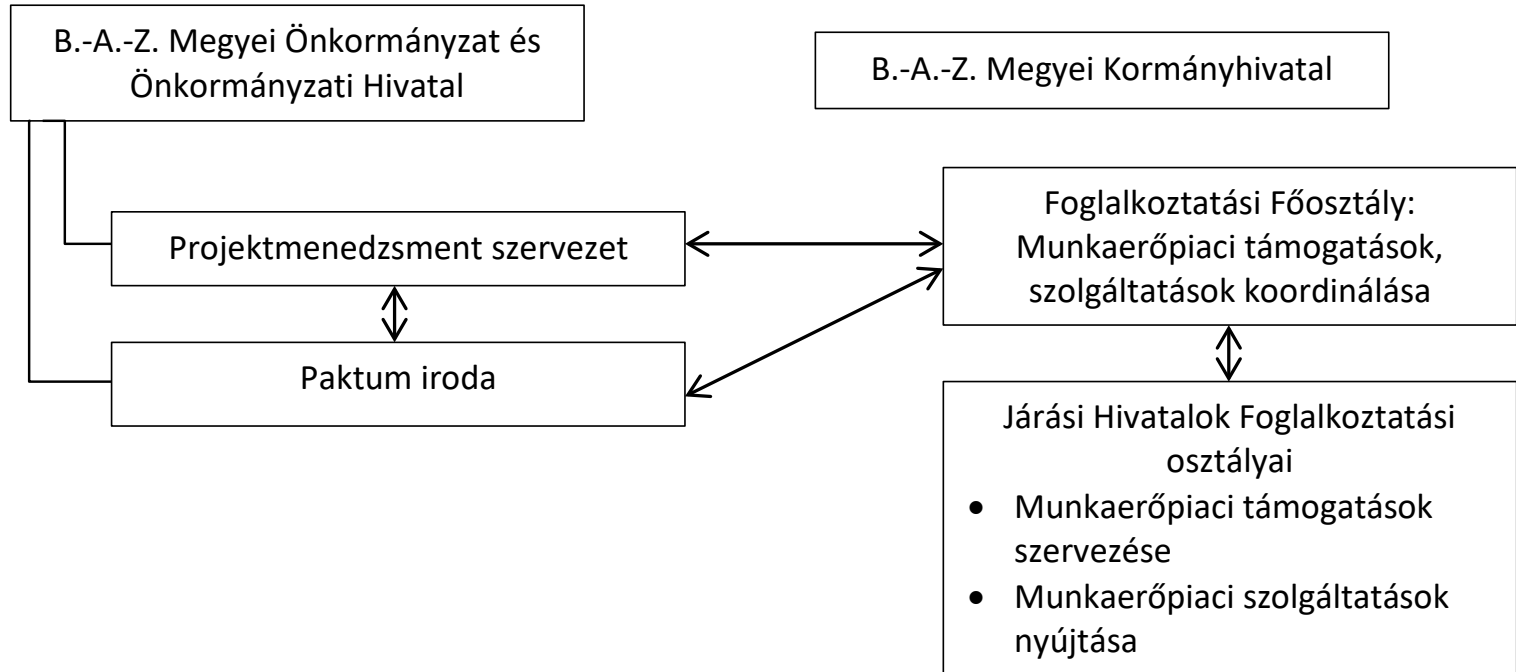 B.-A.-Z. Megyei Önkormányzat és
Önkormányzati Hivatal
B.-A.-Z. Megyei Kormányhivatal
Projektmenedzsment szervezet
Foglalkoztatási Főosztály:
Munkaerőpiaci támogatások,
szolgáltatások koordinálása
Paktum iroda
Járási Hivatalok Foglalkoztatási
osztályai
• Munkaerőpiaci támogatások
szervezése
• Munkaerőpiaci szolgáltatások
nyújtása